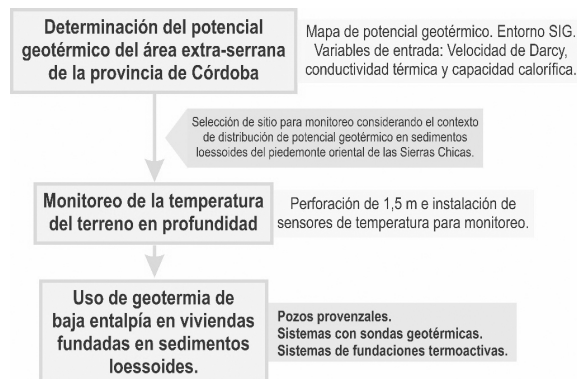 Determinación del potencial
geotérmico del área extra-serrana
de la provincia de Córdoba
Mapa de potencial geotérmico. Entorno SIG.
Variables de entrada: Velocidad de Darcy,
conductividad térmica y capacidad calorífica.
Selección de sitio para monitoreo considerando el contexto
de distribución de potencial geotérmico en sedimentos
loessoides del piedemonte oriental de las Sierras Chicas.
Monitoreo de la temperatura
del terreno en profundidad
Perforación de 1,5 m e instalación de
sensores de temperatura para monitoreo.
Uso de geotermia de
baja entalpía en viviendas
fundadas en sedimentos
loessoides.
Pozos provenzales.
Sistemas con sondas geotérmicas.
Sistemas de fundaciones termoactivas.